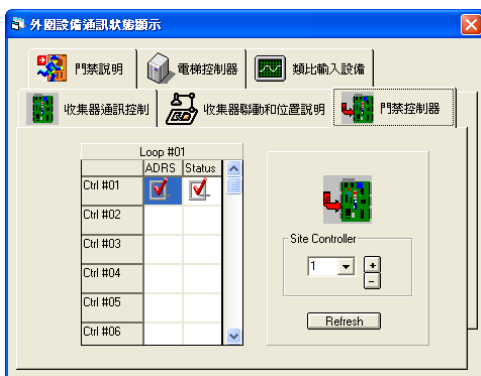 外圍設備通訊狀態顯示
門禁説明 電梯控制器 類比輸入設備
收集器通訊控制 收集器聯動和位置説明 門禁控制器
Loop #01
ADRS Status
Ctrl #01
Ctrl #02
Ctrl #03
Ctrl #04
Ctrl #05
Ctrl #06
Site Controller
1
+
-
Refresh